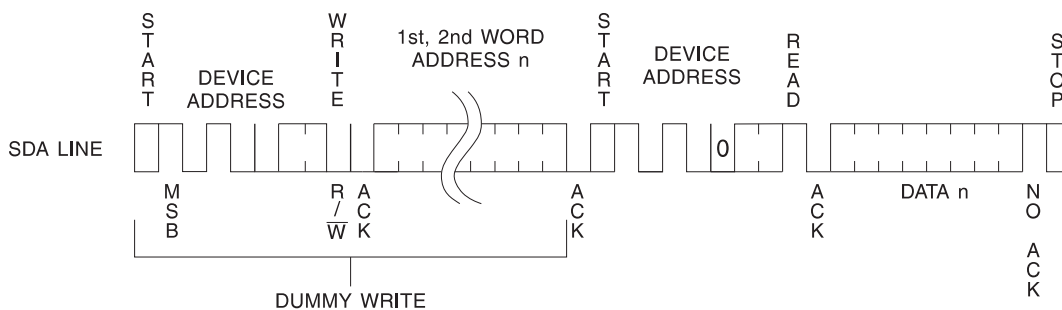 START
WRITE
1st, 2nd WORD
ADDRESS n
START
READ
STOP
DEVICE
ADDRESS
DEVICE
ADDRESS
SDA LINE
0
MSB
R/W
ACK
ACK
ACK
DATA n
NO ACK
DUMMY WRITE